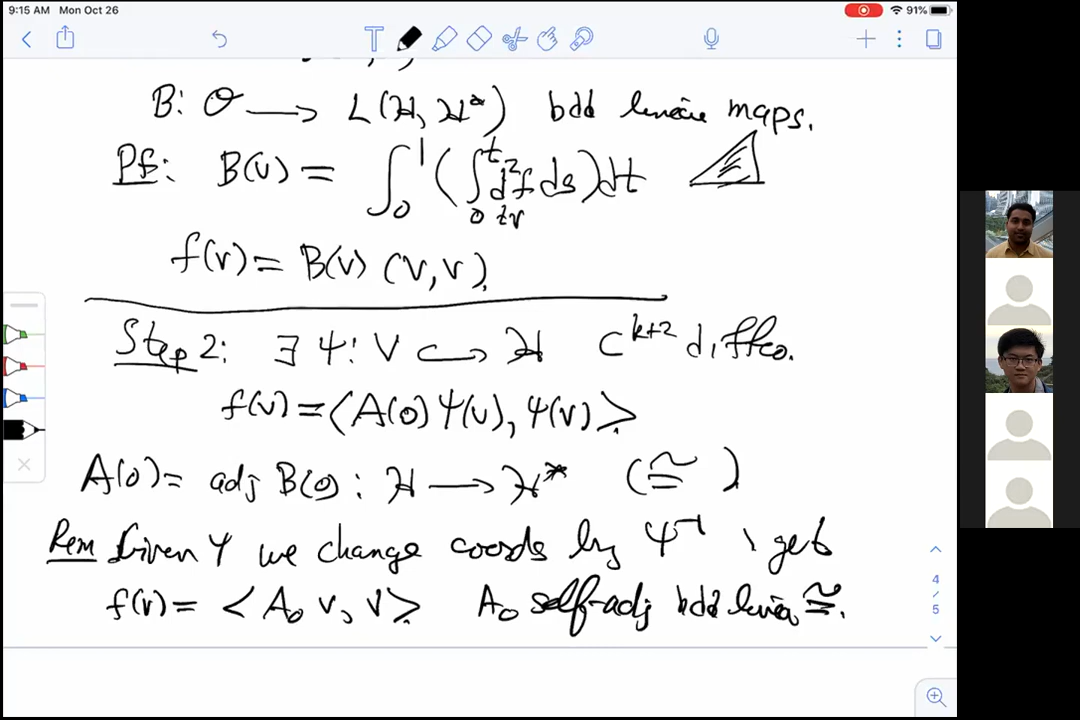 9:15 AM Mon Oct 26
91%
B: O ⟶ L(H, H*) bdd linear maps.
Pf: B(v) = ∫₀¹ (∫₀ᵗ d²f_{sv} ds) dt
f(v) = B(v) (v, v).
Step 2: ∃ Ψ: V ↪ H C^{k+2} diffeo.
f(v) = ⟨A(0) Ψ(v), Ψ(v)⟩.
A(0) = adj B(0) : H ⟶ H* (≅)
Rem Given Ψ we change coords by Ψ⁻¹, get
f(v) = ⟨A₀ v, v⟩ A₀ self-adj bdd linear ≅.
4
/
5